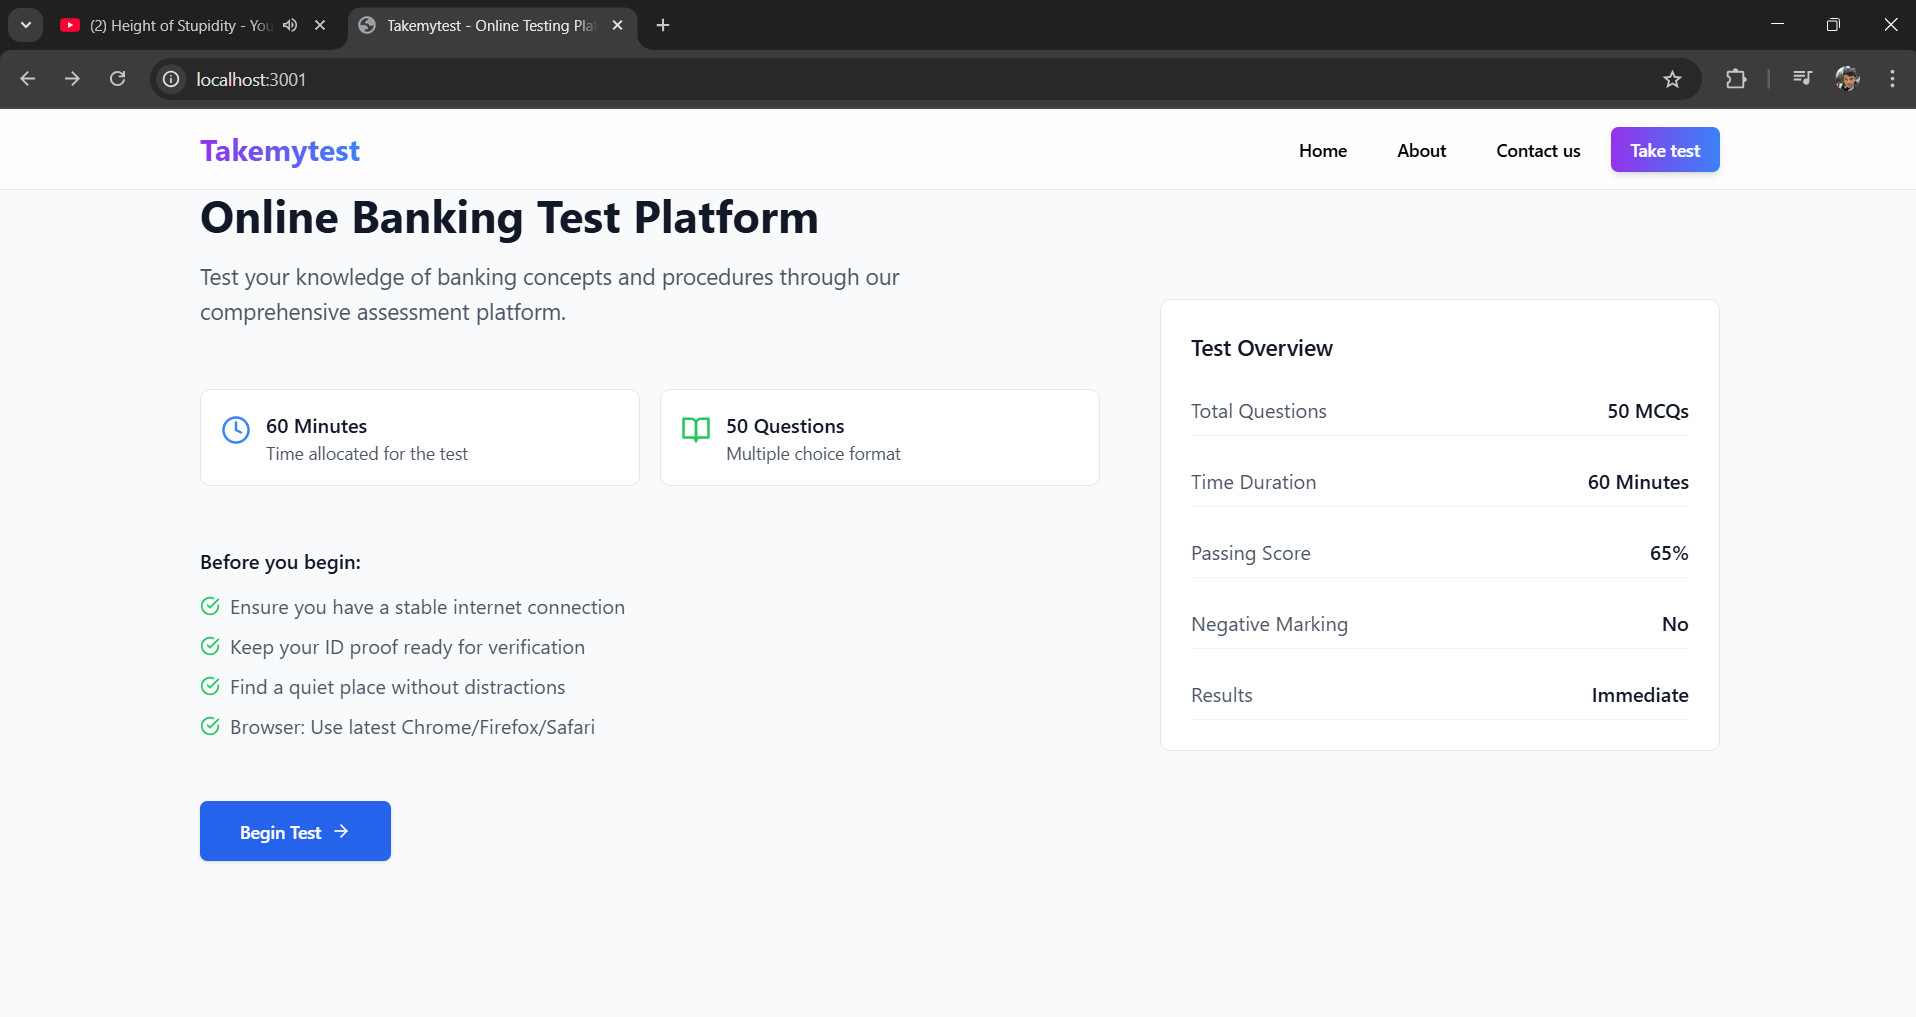 (2) Height of Stupidity - You
Takemytest - Online Testing Pla
localhost:3001
Takemytest
Home
About
Contact us
Take test
Online Banking Test Platform
Test your knowledge of banking concepts and procedures through our
comprehensive assessment platform.
60 Minutes
Time allocated for the test
50 Questions
Multiple choice format
Before you begin:
Ensure you have a stable internet connection
Keep your ID proof ready for verification
Find a quiet place without distractions
Browser: Use latest Chrome/Firefox/Safari
Begin Test
Test Overview
Total Questions 50 MCQs
Time Duration 60 Minutes
Passing Score 65%
Negative Marking No
Results Immediate